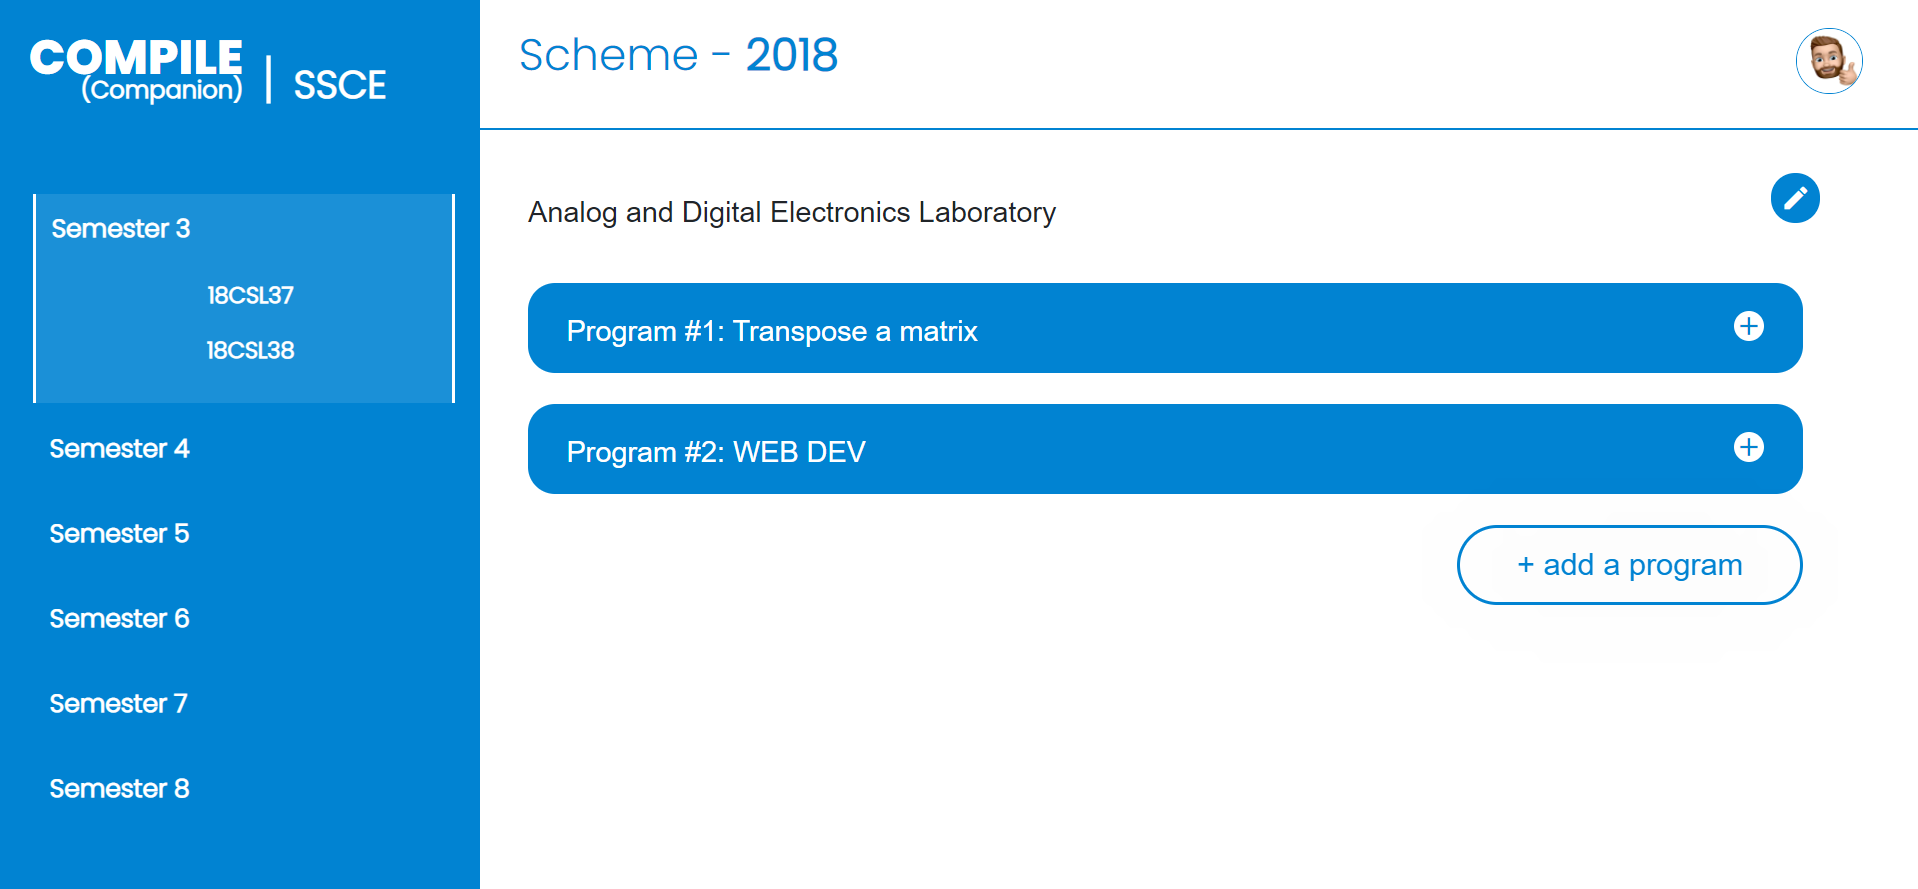 COMPILE
(Companion)
| SSCE
Semester 3
18CSL37
18CSL38
Semester 4
Semester 5
Semester 6
Semester 7
Semester 8
Scheme - 2018
Analog and Digital Electronics Laboratory
Program #1: Transpose a matrix
Program #2: WEB DEV
+ add a program